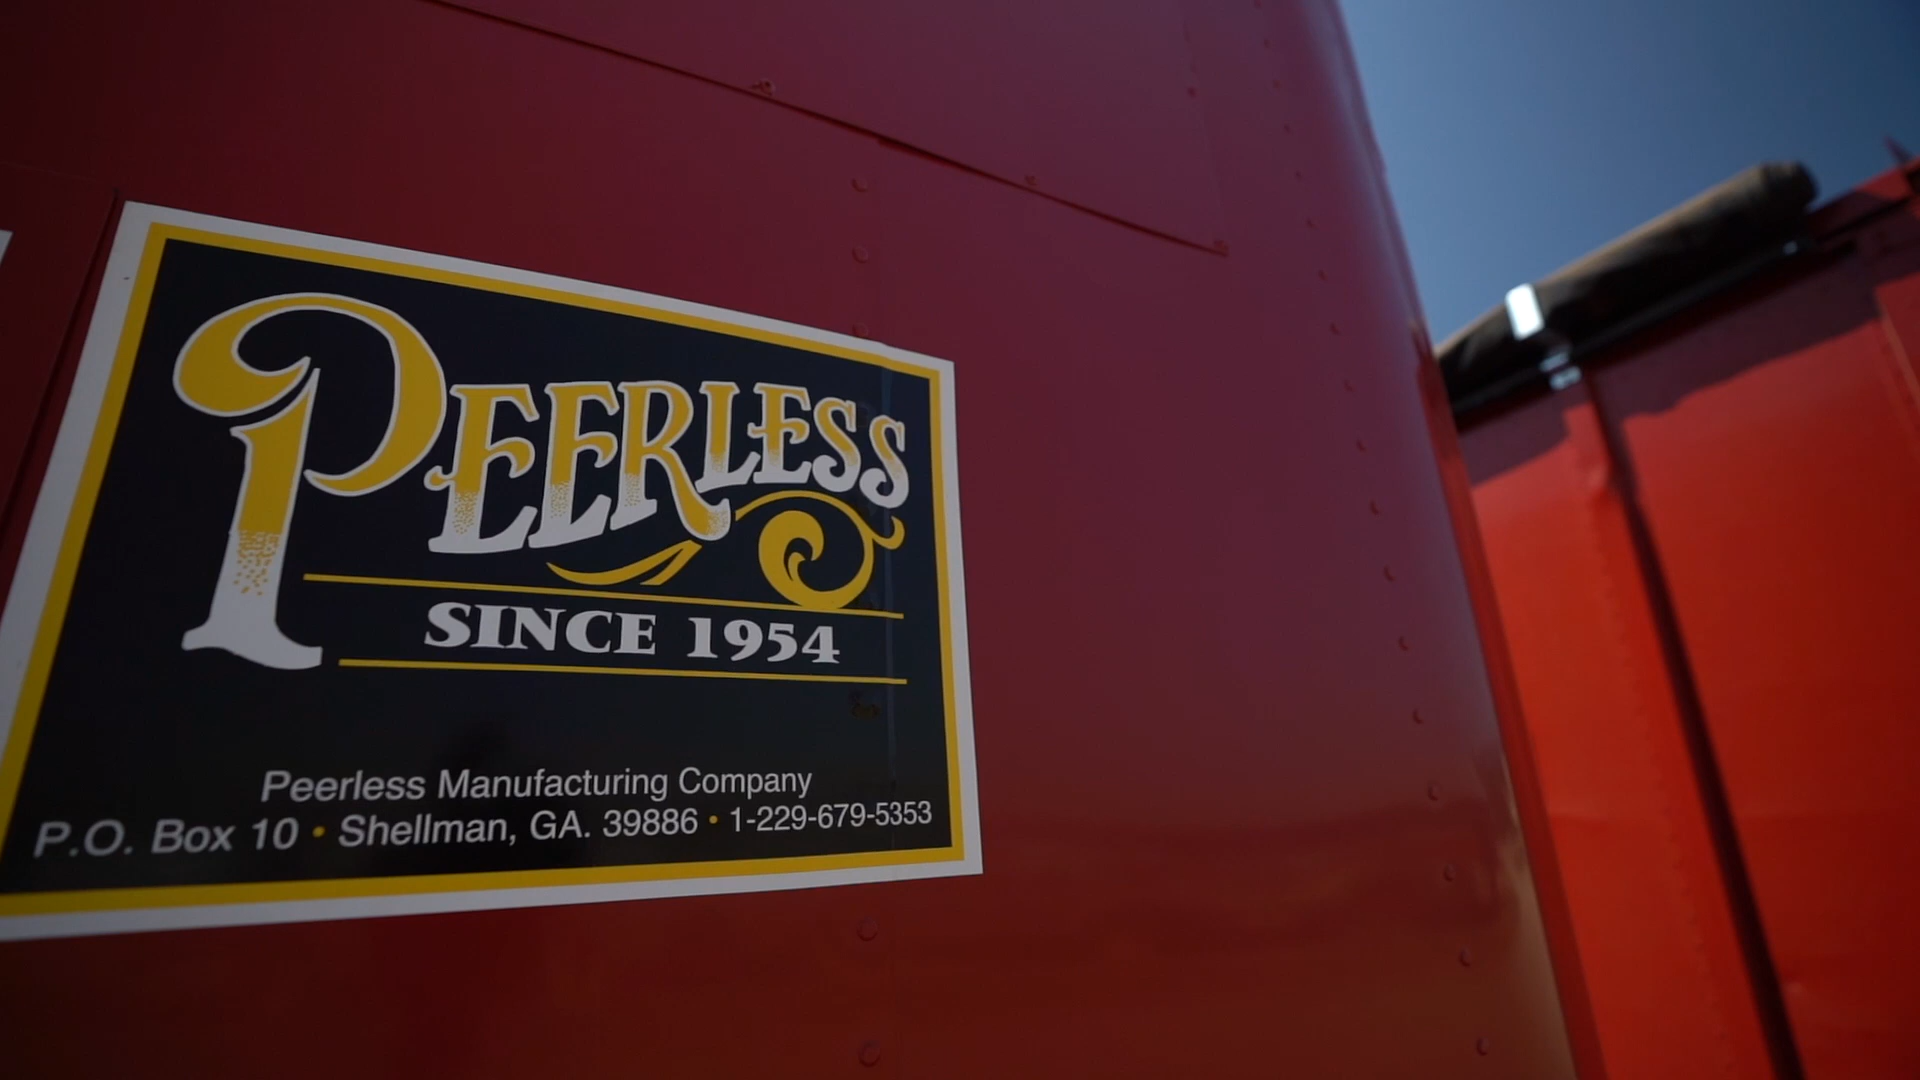 PEERLESS
SINCE 1954
Peerless Manufacturing Company
P.O. Box 10 • Shellman, GA. 39886 • 1-229-679-5353